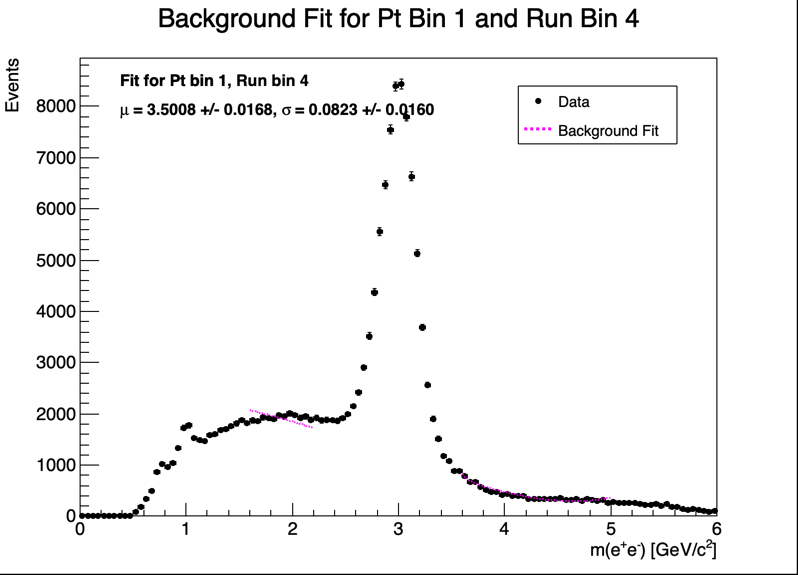 Background Fit for Pt Bin 1 and Run Bin 4
Events
Fit for Pt bin 1, Run bin 4
μ = 3.5008 +/- 0.0168, σ = 0.0823 +/- 0.0160
Data
Background Fit
8000
7000
6000
5000
4000
3000
2000
1000
0
0 1 2 3 4 5 6
m(e⁺e⁻) [GeV/c²]